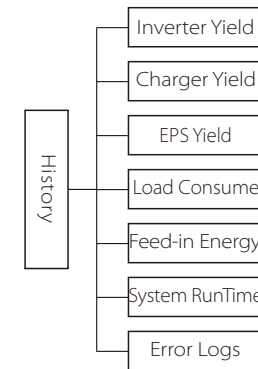 History
Inverter Yield
Charger Yield
EPS Yield
Load Consume
Feed-in Energy
System RunTime
Error Logs